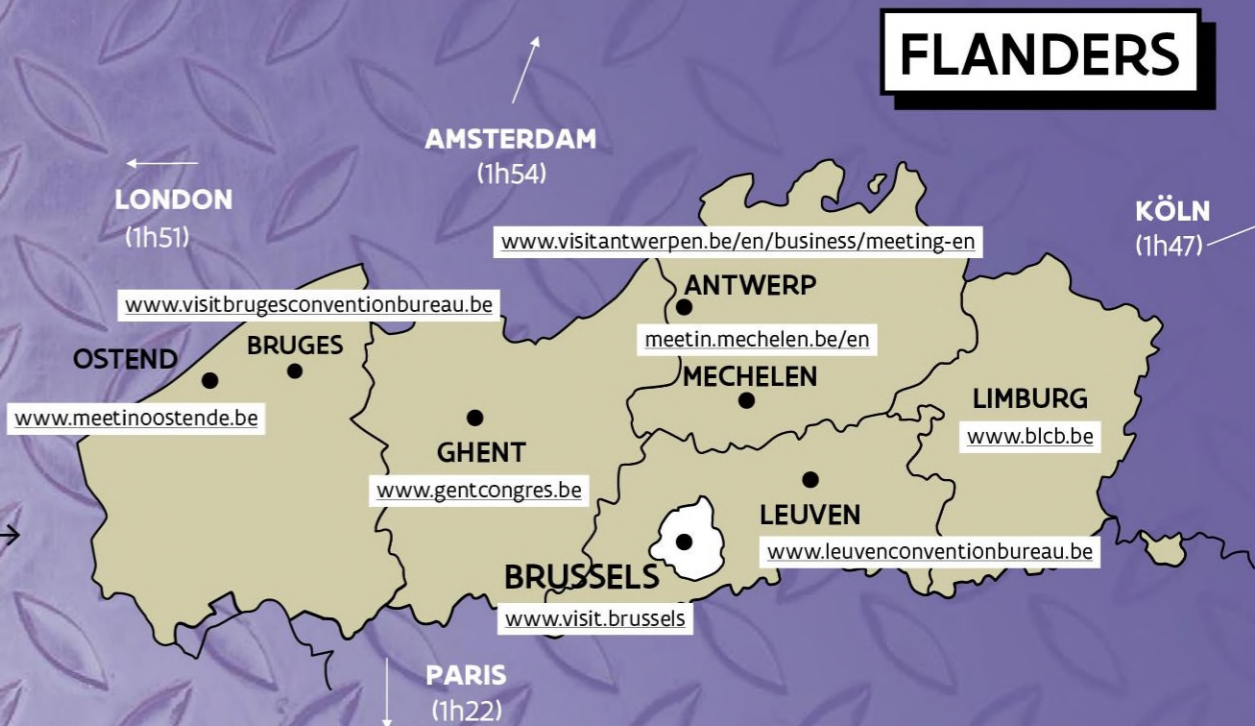 FLANDERS
AMSTERDAM
(1h54)
LONDON
(1h51)
KÖLN
(1h47)
www.visitantwerpen.be/en/business/meeting-en
ANTWERP
www.visitbrugesconventionbureau.be
meetin.mechelen.be/en
OSTEND
BRUGES
MECHELEN
www.meetinoostende.be
LIMBURG
www.blcb.be
GHENT
www.gentcongres.be
LEUVEN
www.leuvenconventionbureau.be
BRUSSELS
www.visit.brussels
PARIS
(1h22)